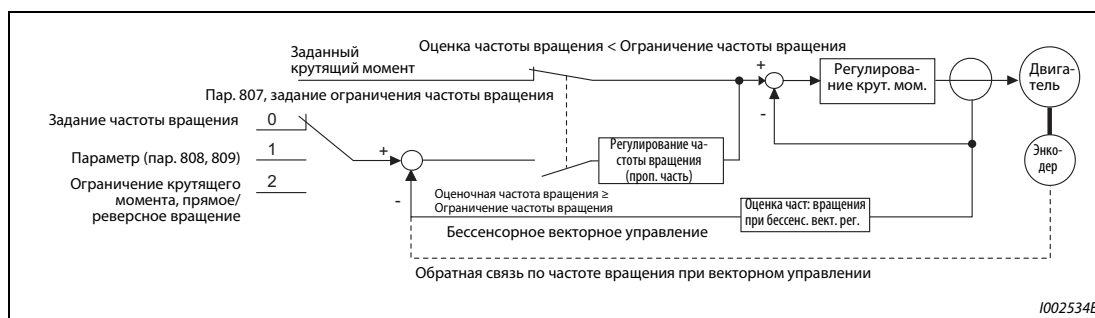 Заданный
крутящий момент
Оценка частоты вращения < Ограничение частоты вращения
Пар. 807, задание ограничения частоты вращения
Задание частоты вращения
0
Параметр (пар. 808, 809)
1
Ограничение крутящего
момента, прямое/
реверсное вращение
2
+
-
Оценочная частота вращения ≥
Ограничение частоты вращения
Регулирование ча-
стоты вращения
(проп. часть)
+
-
Регулирова-
ние крут. мом.
Двига-
тель
Энко-
дер
Оценка част: вращения
при бессенс. вект. рег.
Бессенсорное векторное управление
Обратная связь по частоте вращения при векторном управлении
I002534E